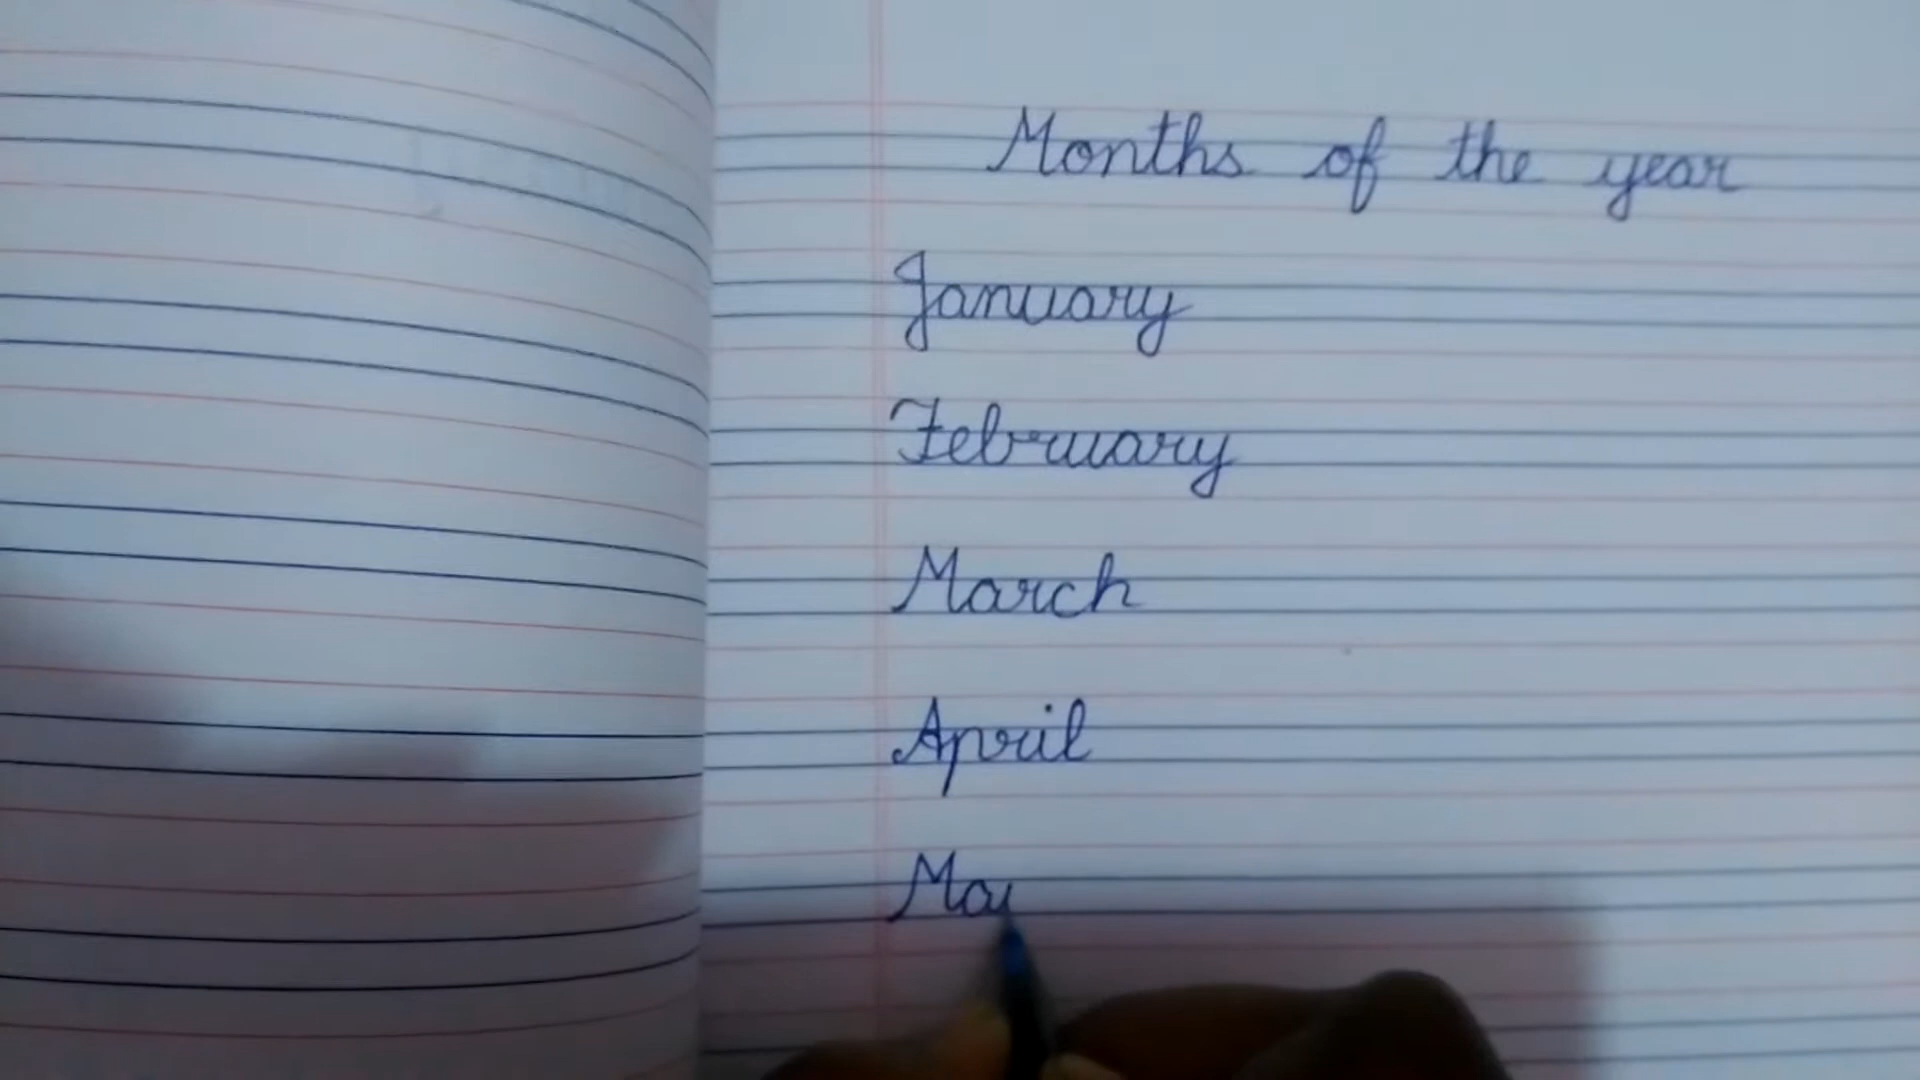 Months of the year
January
February
March
April
Ma